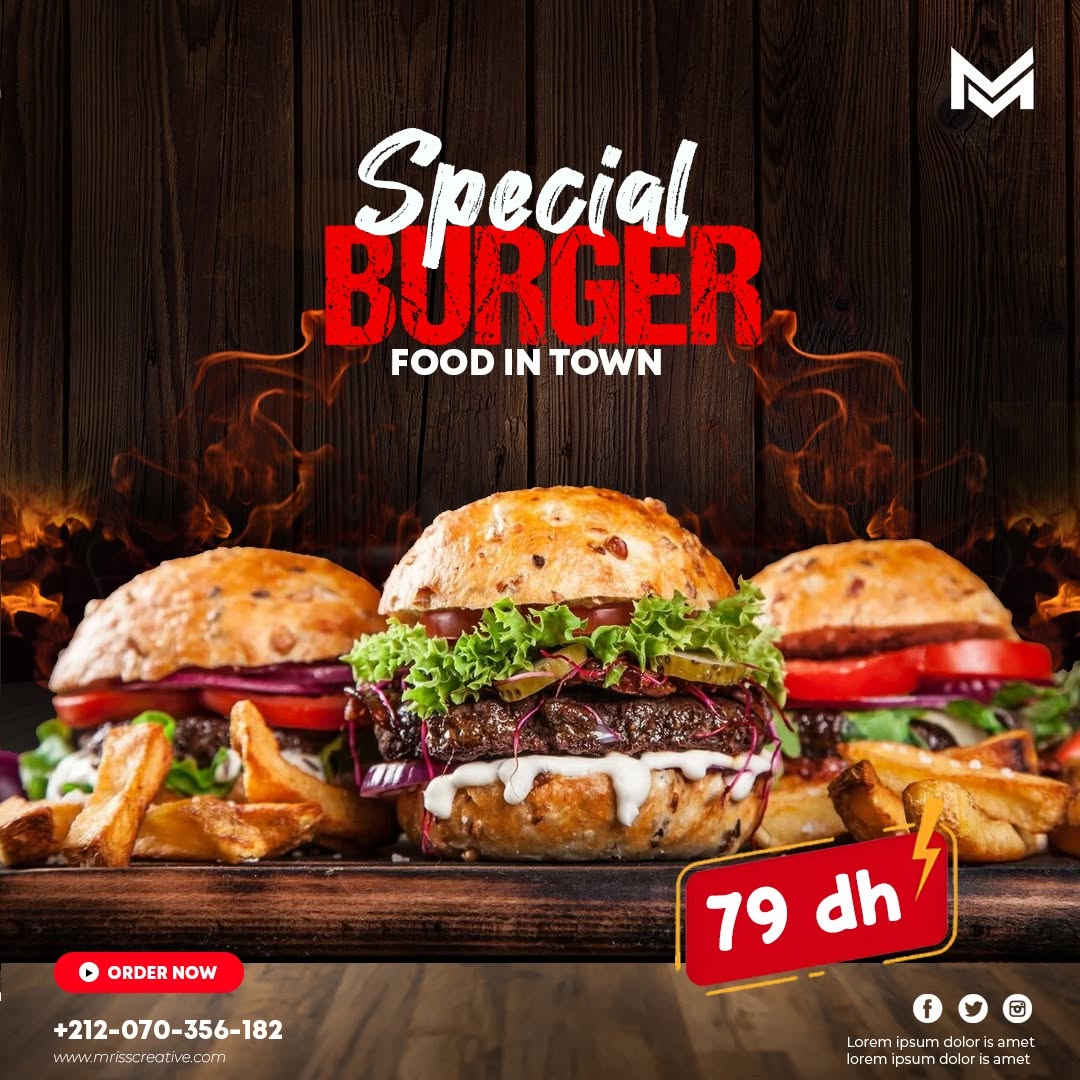 Special
BURGER
FOOD IN TOWN
79 dh
ORDER NOW
+212-070-356-182
www.mrisscreative.com
Lorem ipsum dolor is amet
lorem ipsum dolor is amet